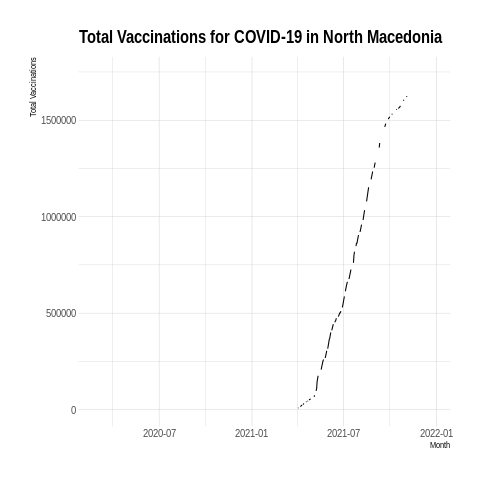 Total Vaccinations for COVID-19 in North Macedonia
Total Vaccinations
1500000
1000000
500000
0
2020-07
2021-01
2021-07
2022-01
Month